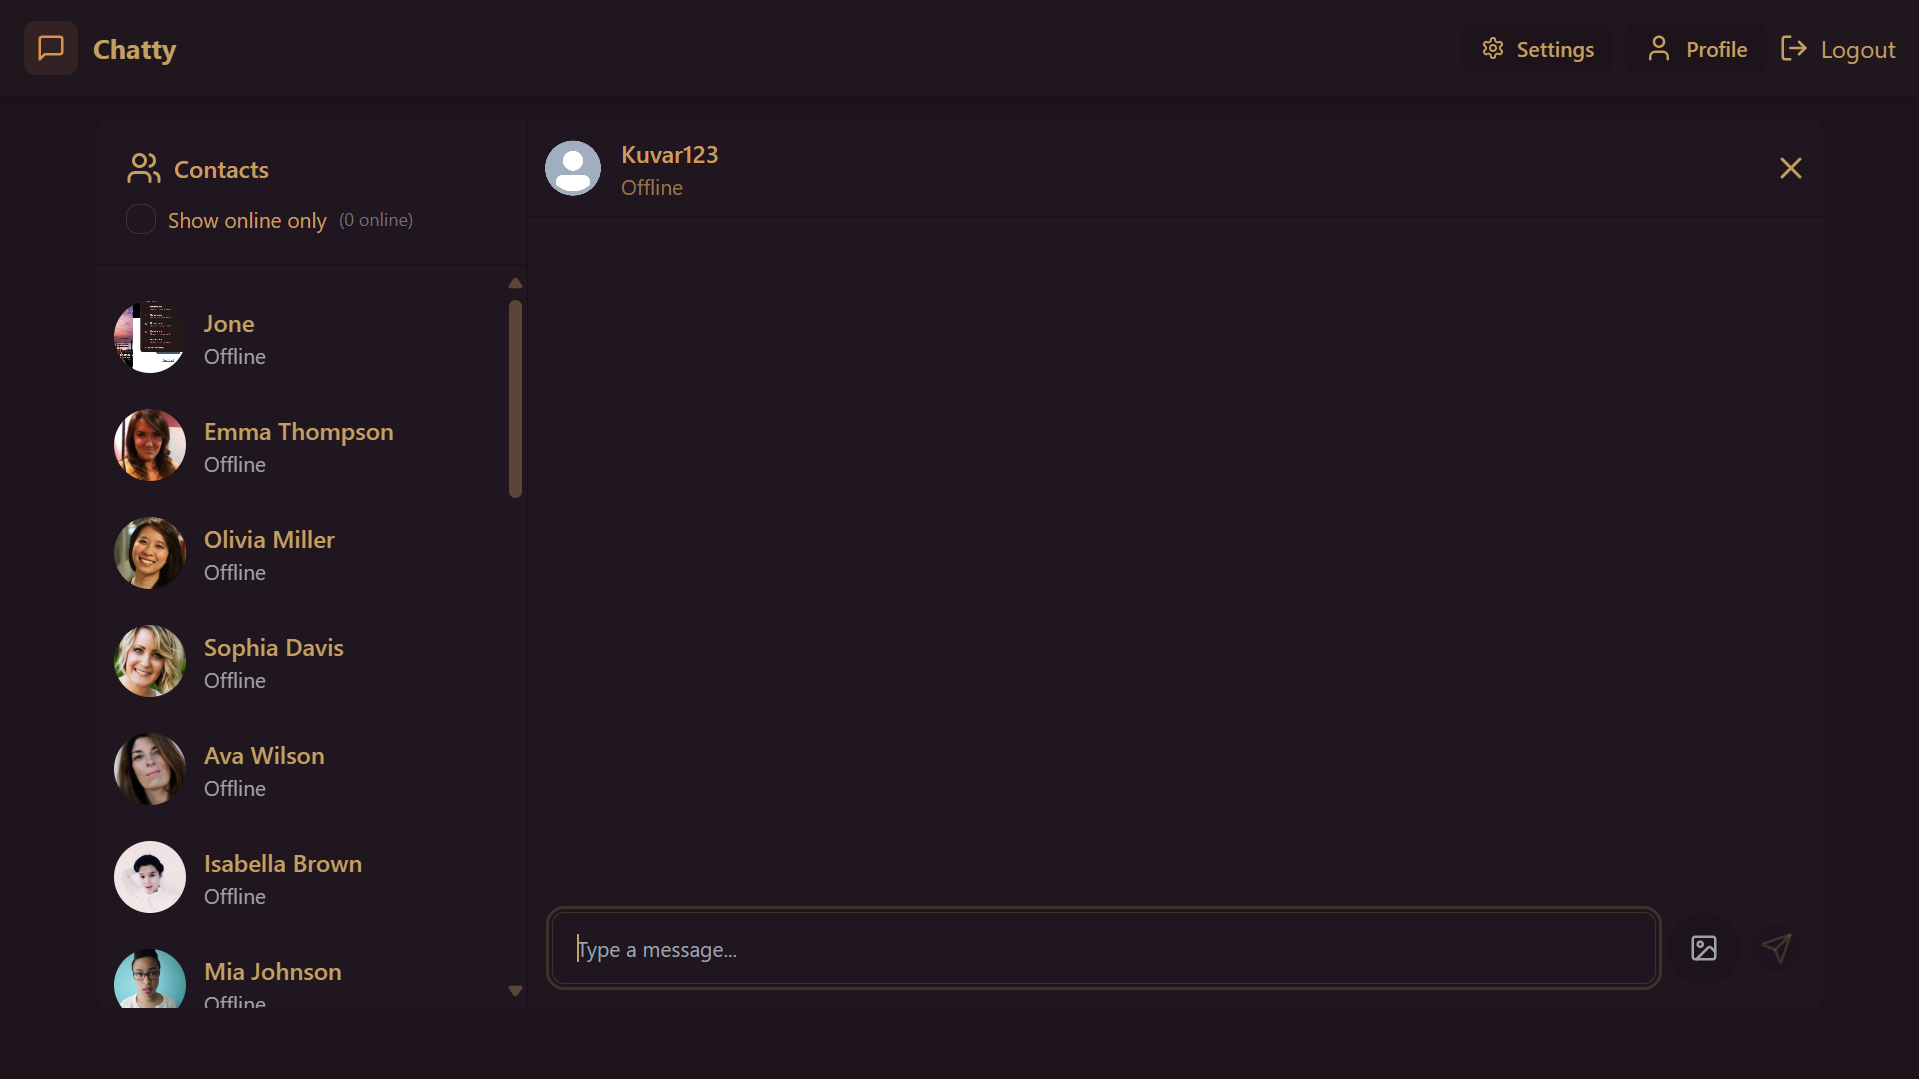 Chatty
Settings
Profile
Logout
Contacts
Show online only (0 online)
Kuvar123
Offline
Jone
Offline
Emma Thompson
Offline
Olivia Miller
Offline
Sophia Davis
Offline
Ava Wilson
Offline
Isabella Brown
Offline
Mia Johnson
Offline
Type a message...